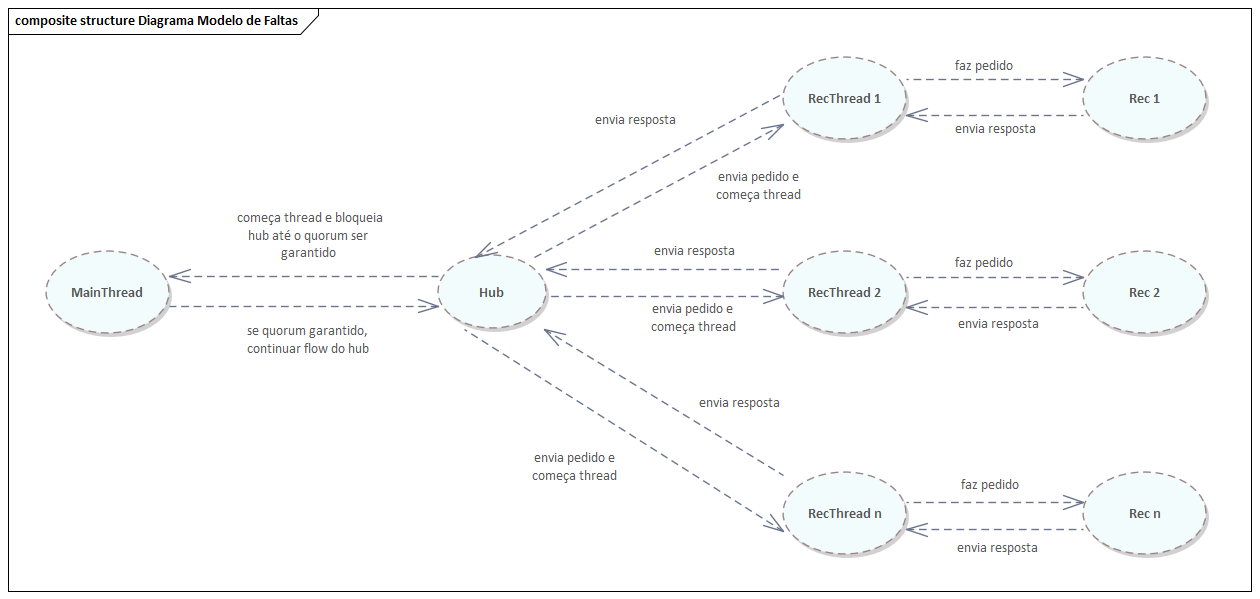 composite structure Diagrama Modelo de Faltas
RecThread 1
faz pedido
envia resposta
Rec 1
envia resposta
envia pedido e
começa thread
começa thread e bloqueia
hub até o quorum ser
garantido
MainThread
se quorum garantido,
continuar flow do hub
Hub
envia resposta
envia pedido e
começa thread
RecThread 2
faz pedido
envia resposta
Rec 2
envia resposta
envia pedido e
começa thread
RecThread n
faz pedido
envia resposta
Rec n